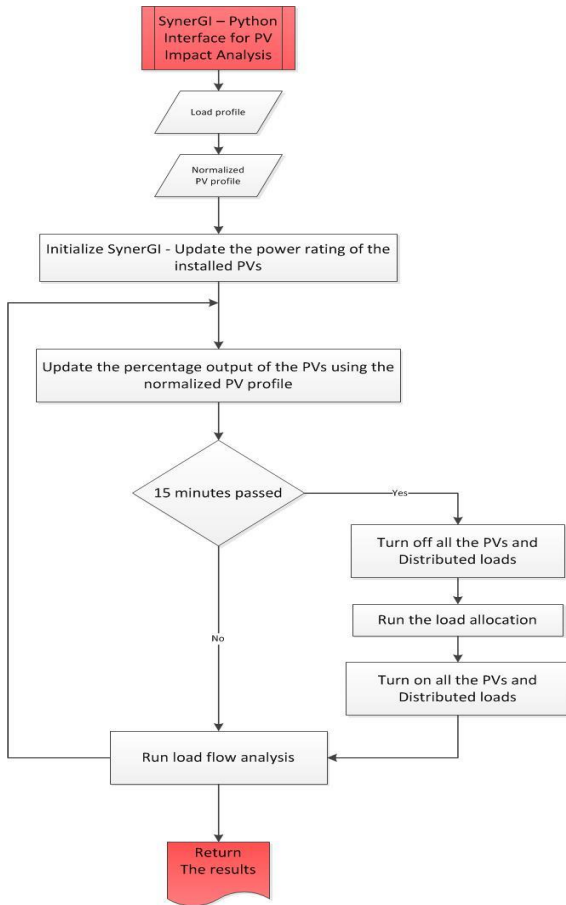 SynerGI – Python
Interface for PV
Impact Analysis
Load profile
Normalized
PV profile
Initialize SynerGI - Update the power rating of the
installed PVs
Update the percentage output of the PVs using the
normalized PV profile
15 minutes passed
Yes
Turn off all the PVs and
Distributed loads
Run the load allocation
No
Turn on all the PVs and
Distributed loads
Run load flow analysis
Return
The results